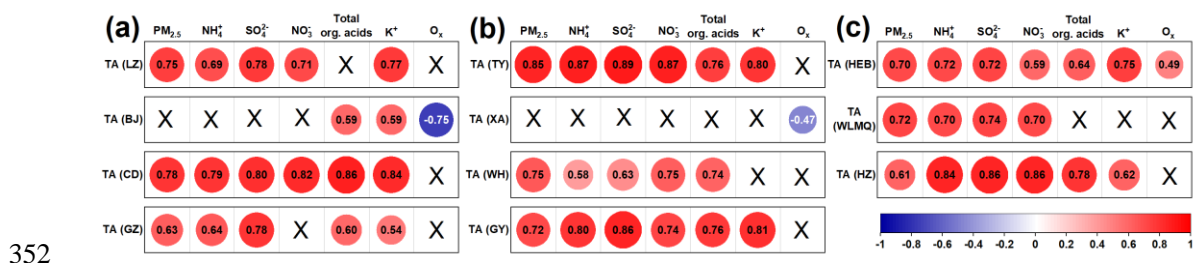 (a) PM2.5 NH4+ SO42- NO3- Total org. acids K+ Ox
TA (LZ) 0.75 0.69 0.78 0.71 X 0.77 X
TA (BJ) X X X X 0.59 0.59 -0.75
TA (CD) 0.78 0.79 0.80 0.82 0.86 0.84 X
TA (GZ) 0.63 0.64 0.78 X 0.60 0.54 X
(b) PM2.5 NH4+ SO42- NO3- Total org. acids K+ Ox
TA (TY) 0.85 0.87 0.89 0.87 0.76 0.80 X
TA (XA) X X X X X X -0.47
TA (WH) 0.75 0.58 0.63 0.75 0.74 X X
TA (GY) 0.72 0.80 0.86 0.74 0.76 0.81 X
(c) PM2.5 NH4+ SO42- NO3- Total org. acids K+ Ox
TA (HEB) 0.70 0.72 0.72 0.59 0.64 0.75 0.49
TA (WLMQ) 0.72 0.70 0.74 0.70 X X X
TA (HZ) 0.61 0.84 0.86 0.86 0.78 0.62 X
-1 -0.8 -0.6 -0.4 -0.2 0 0.2 0.4 0.6 0.8 1
352